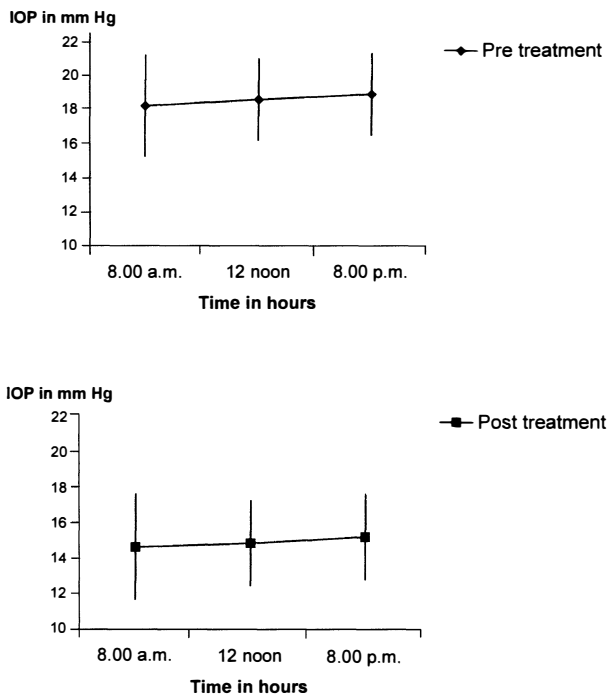 IOP in mm Hg
22
20
18
16
14
12
10
8.00 a.m. 12 noon 8.00 p.m.
Time in hours
Pre treatment
IOP in mm Hg
22
20
18
16
14
12
10
8.00 a.m. 12 noon 8.00 p.m.
Time in hours
Post treatment